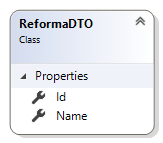 ReformaDTO
Class
Properties
Id
Name